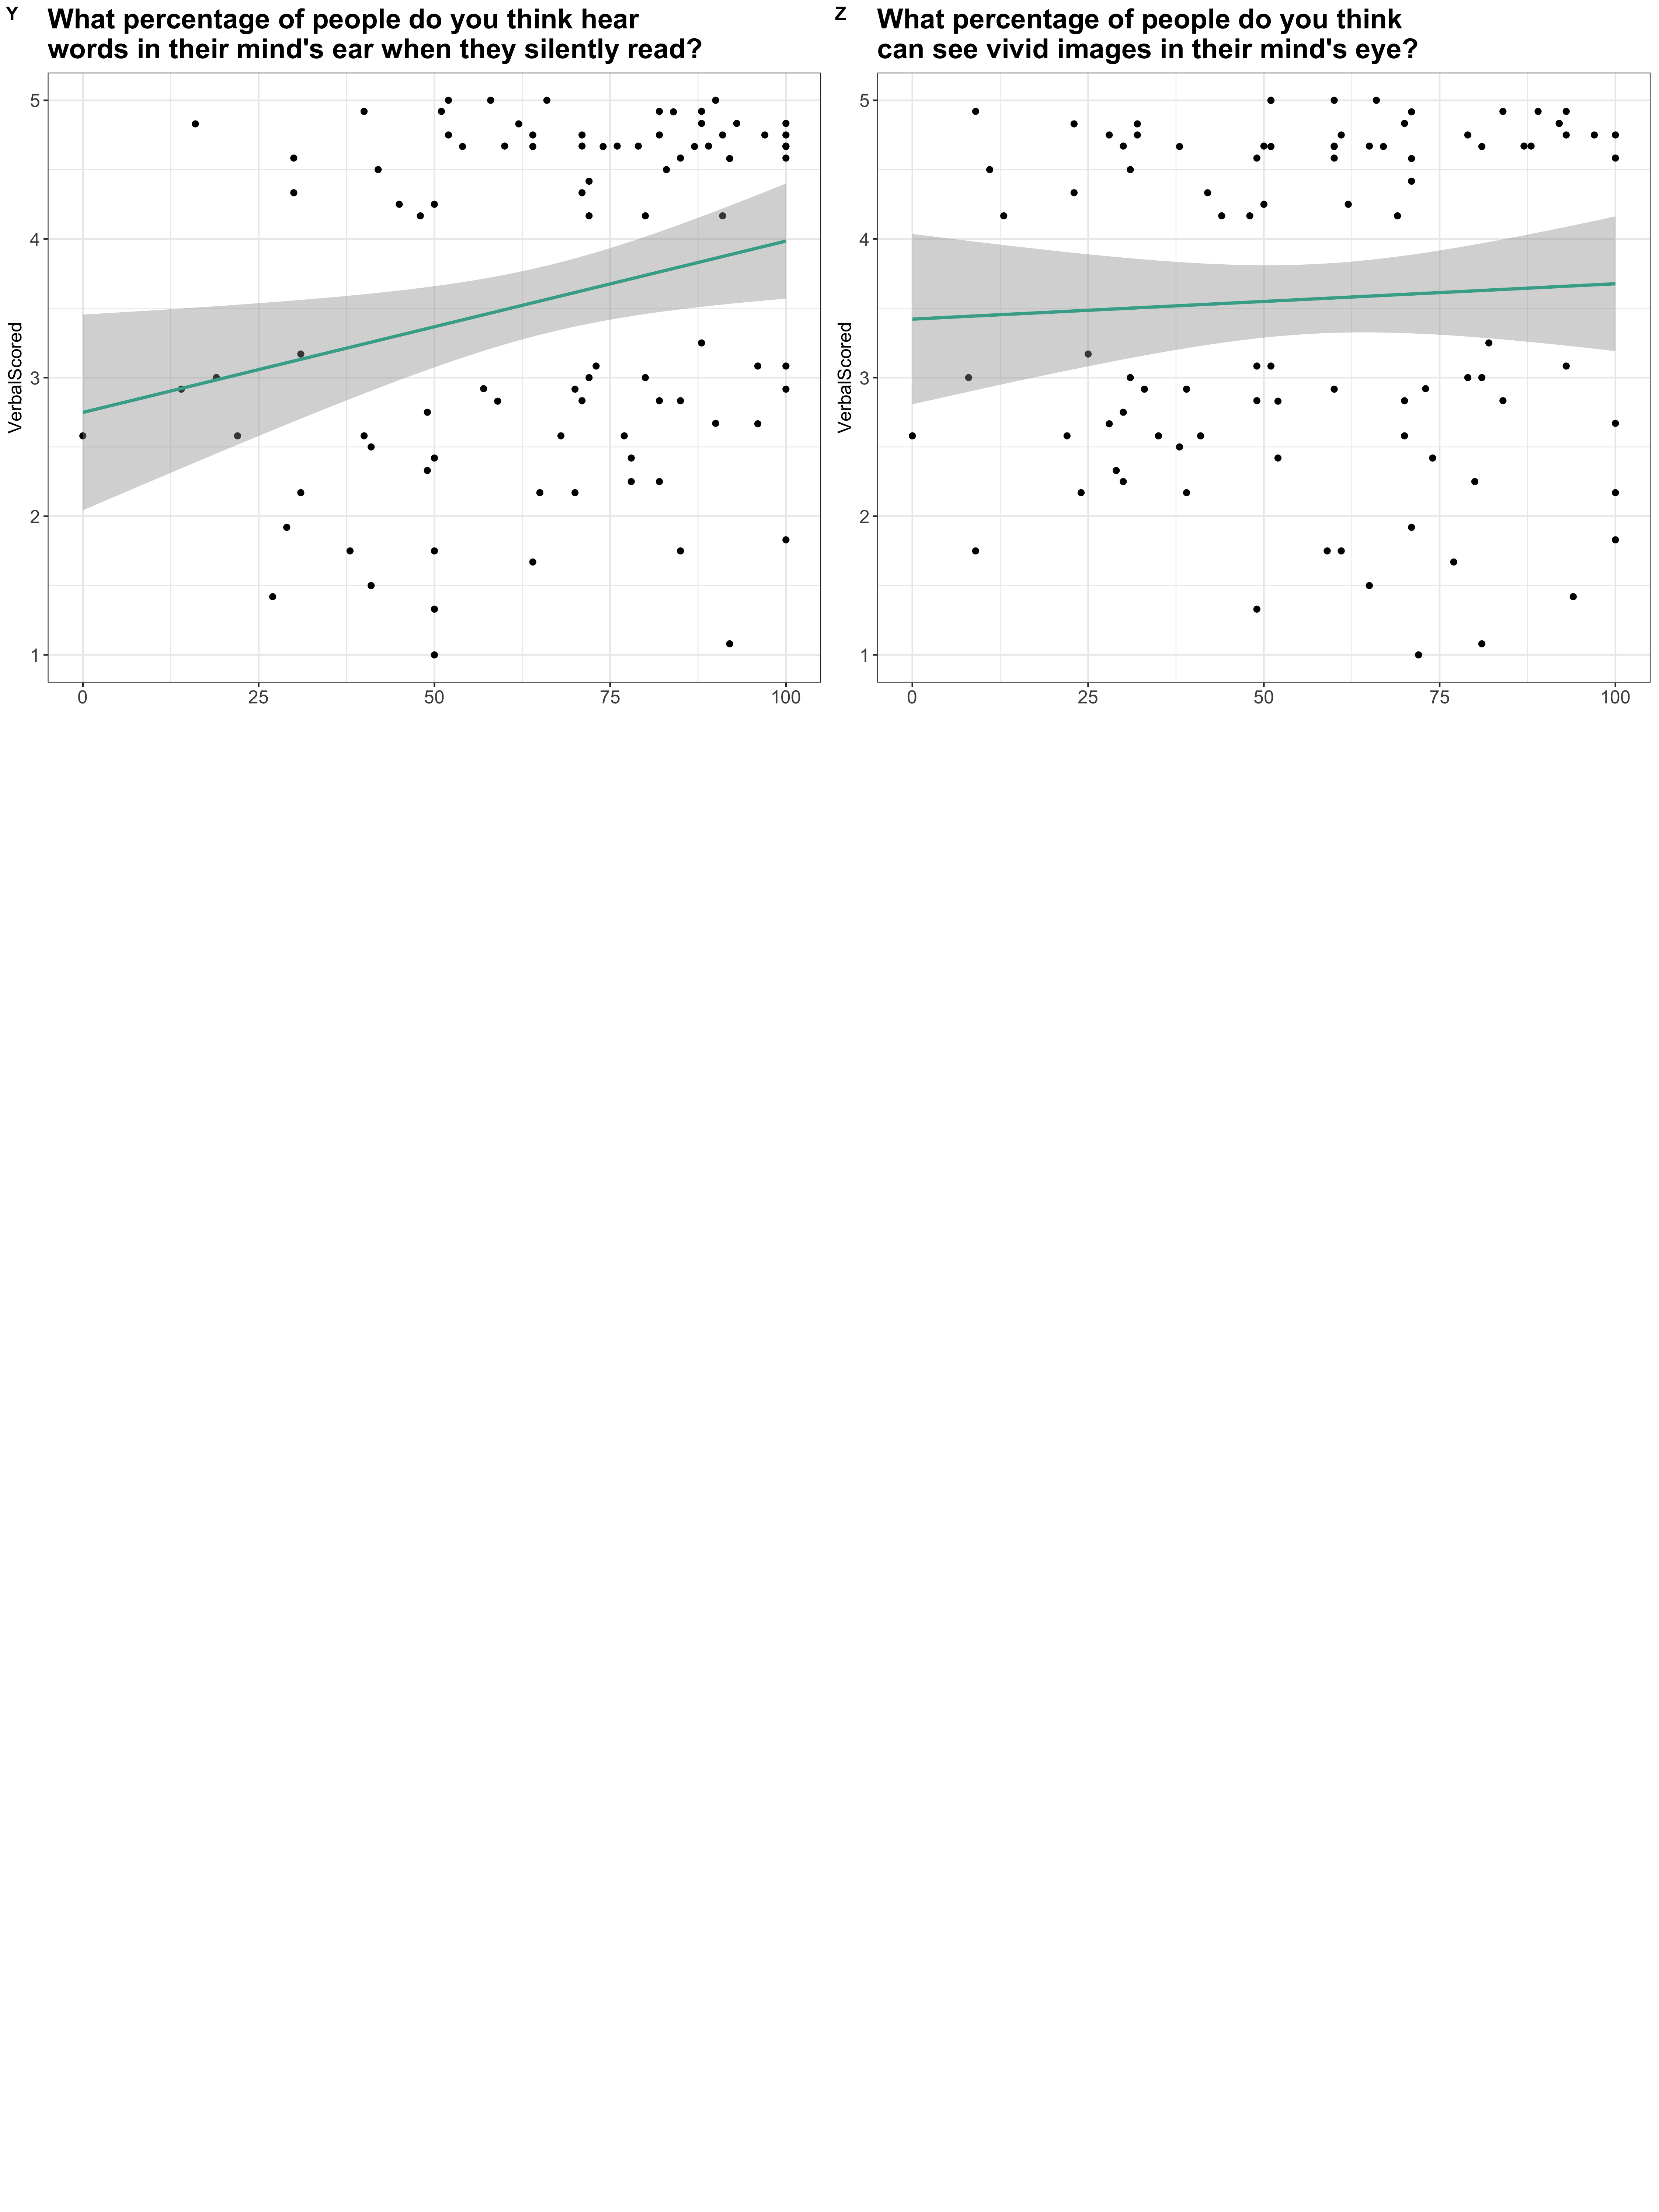 Y
What percentage of people do you think hear
words in their mind's ear when they silently read?
VerbalScored
5
4
3
2
1
0 25 50 75 100
Z
What percentage of people do you think
can see vivid images in their mind's eye?
VerbalScored
5
4
3
2
1
0 25 50 75 100